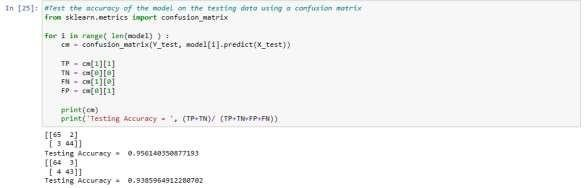 In [25]: #Test the accuracy of the model on the testing data using a confusion matrix
from sklearn.metrics import confusion_matrix
for i in range( len(model) ) :
cm = confusion_matrix(Y_test, model[i].predict(X_test))
TP = cm[1][1]
TN = cm[0][0]
FN = cm[1][0]
FP = cm[0][1]
print(cm)
print('Testing Accuracy = ', (TP+TN)/ (TP+TN+FP+FN))
[[65 2]
[ 3 44]]
Testing Accuracy = 0.956140350877193
[[64 3]
[ 4 43]]
Testing Accuracy = 0.9385964912280702